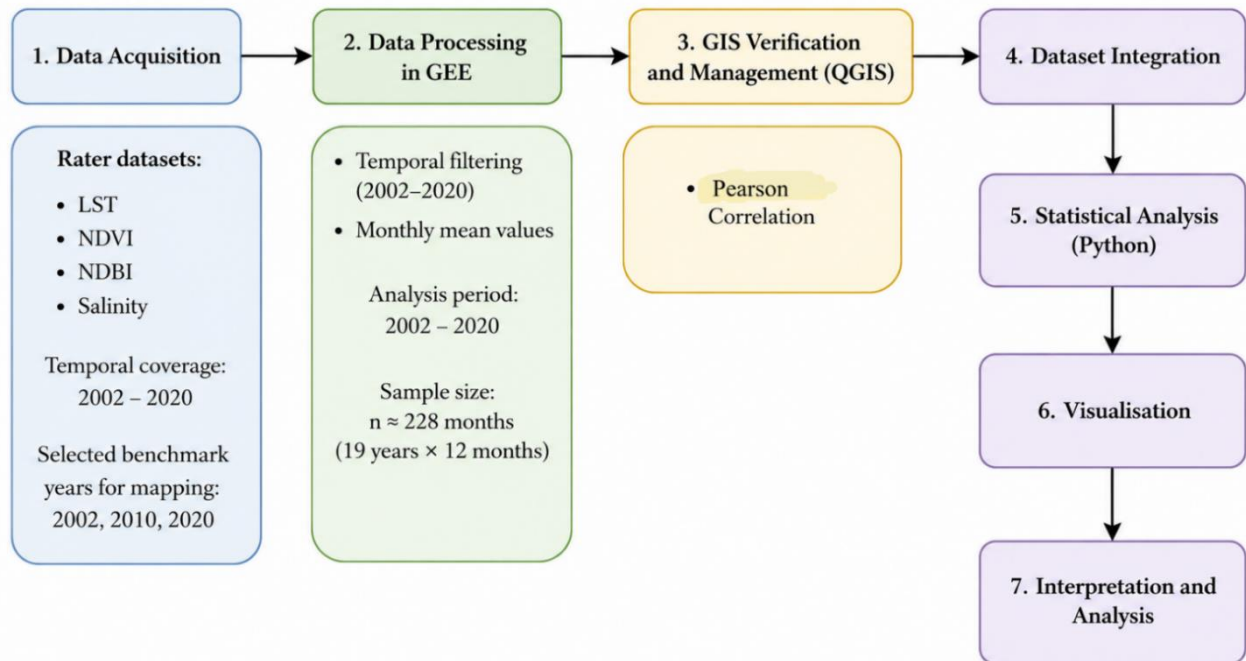 1. Data Acquisition
2. Data Processing
in GEE
3. GIS Verification
and Management (QGIS)
4. Dataset Integration
Rater datasets:
• LST
• NDVI
• NDBI
• Salinity
Temporal coverage:
2002 – 2020
Selected benchmark
years for mapping:
2002, 2010, 2020
• Temporal filtering
(2002–2020)
• Monthly mean values
Analysis period:
2002 – 2020
Sample size:
n ≈ 228 months
(19 years × 12 months)
• Pearson
Correlation
5. Statistical Analysis
(Python)
6. Visualisation
7. Interpretation and
Analysis